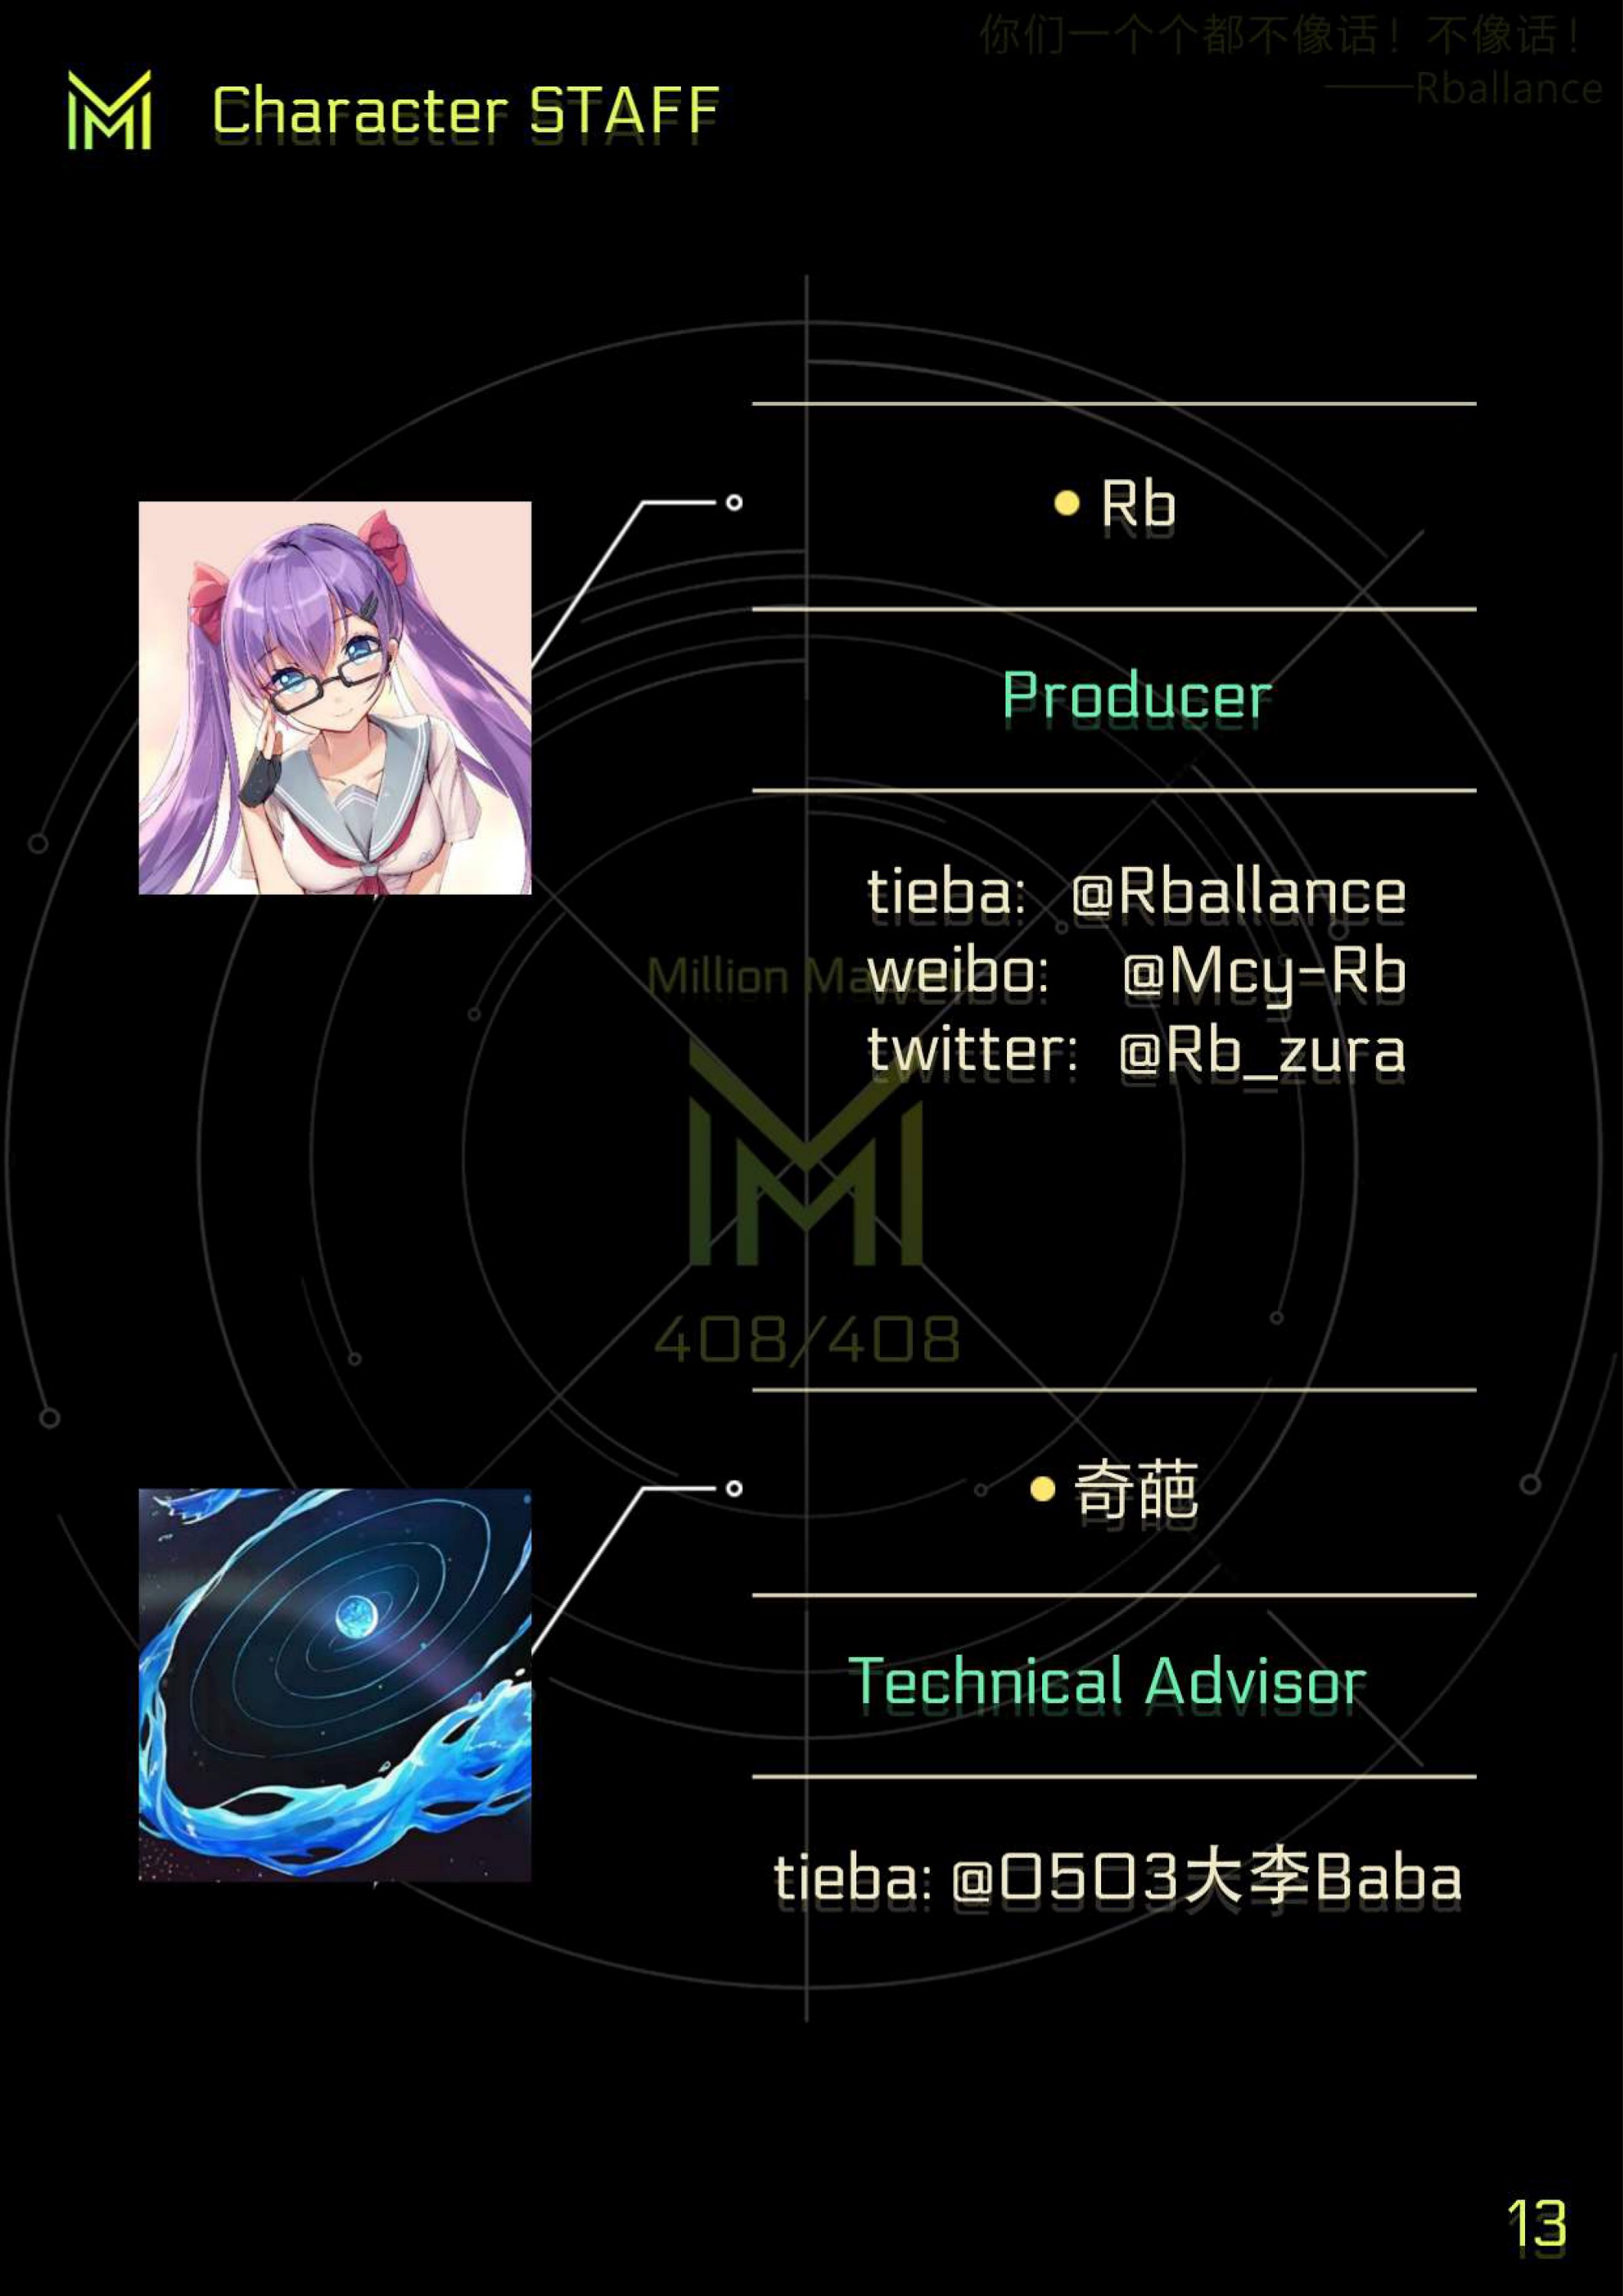 你们一个个都不像话！不像话！
——Rballance
Character STAFF
Rb
Producer
tieba: @Rballance
weibo: @Mcy-Rb
twitter: @Rb_zura
Million Ma
408/408
奇葩
Technical Advisor
tieba: @0503大李Baba
13